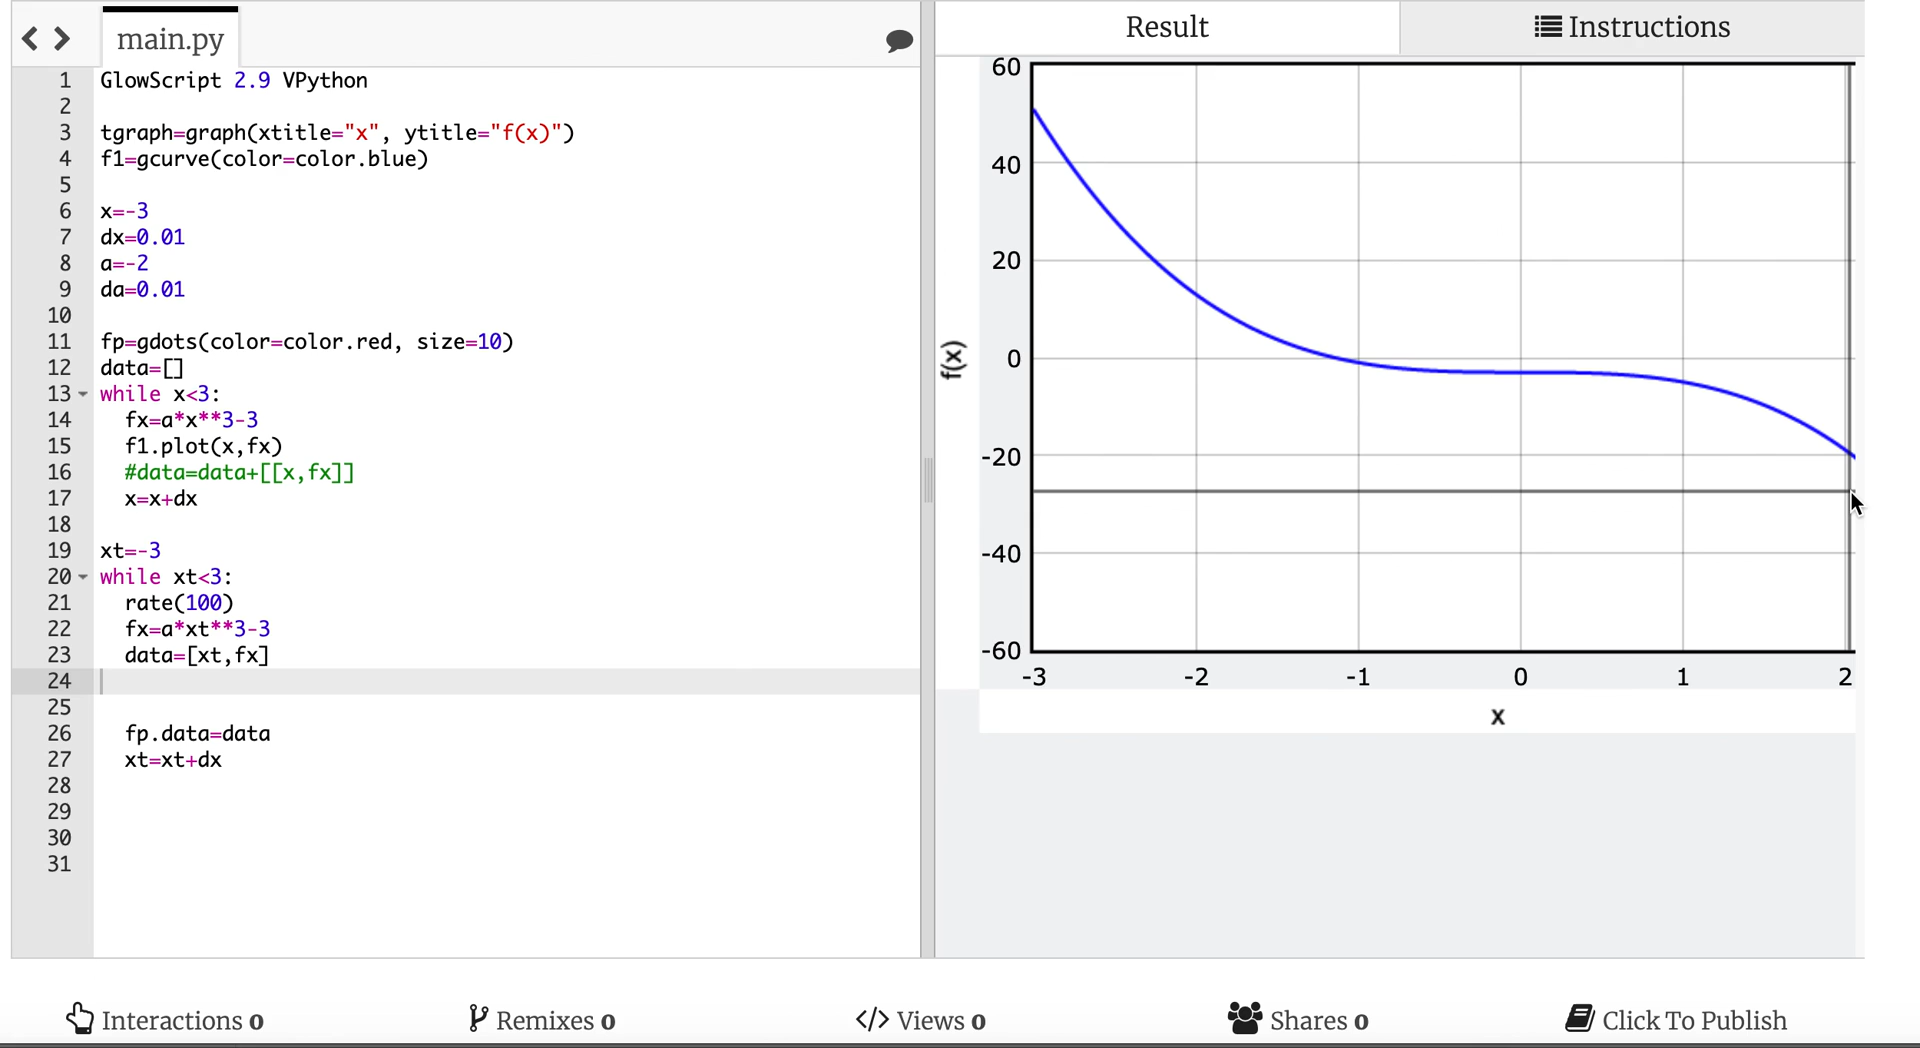 main.py
1 GlowScript 2.9 VPython
2
3 tgraph=graph(xtitle="x", ytitle="f(x)")
4 f1=gcurve(color=color.blue)
5
6 x=-3
7 dx=0.01
8 a=-2
9 da=0.01
10
11 fp=gdots(color=color.red, size=10)
12 data=[]
13 while x<3:
14 fx=a*x**3-3
15 f1.plot(x,fx)
16 #data=data+[[x,fx]]
17 x=x+dx
18
19 xt=-3
20 while xt<3:
21 rate(100)
22 fx=a*xt**3-3
23 data=[xt,fx]
24
25
26 fp.data=data
27 xt=xt+dx
28
29
30
31
Result
Instructions
60
40
20
0
-20
-40
-60
f(x)
-3 -2 -1 0 1 2
x
Interactions 0
Remixes 0
</> Views 0
Shares 0
Click To Publish